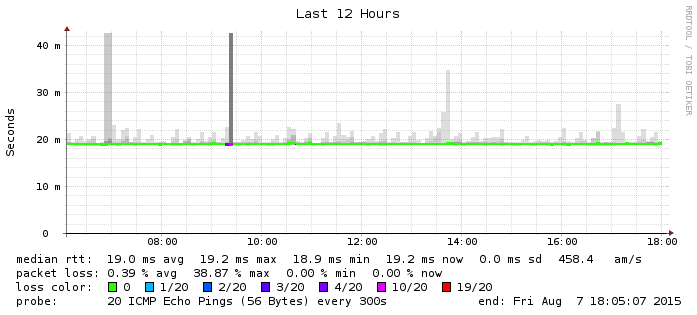 Last 12 Hours
RRDTOOL / TOBI OETIKER
Seconds
40 m
30 m
20 m
10 m
0
08:00 10:00 12:00 14:00 16:00 18:00
median rtt: 19.0 ms avg 19.2 ms max 18.9 ms min 19.2 ms now 0.0 ms sd 458.4 am/s
packet loss: 0.39 % avg 38.87 % max 0.00 % min 0.00 % now
loss color: 0 1/20 2/20 3/20 4/20 10/20 19/20
probe: 20 ICMP Echo Pings (56 Bytes) every 300s end: Fri Aug 7 18:05:07 2015